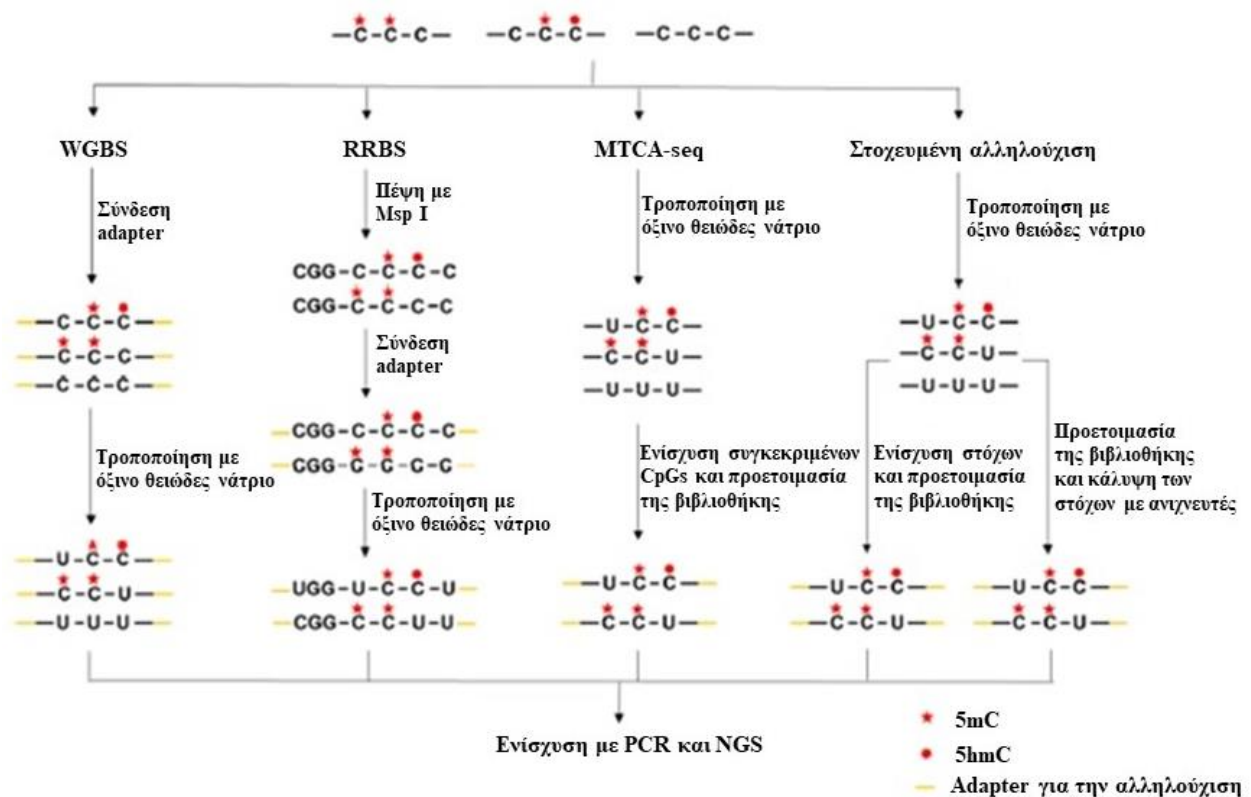 –C-C-C– –C-C-C– –C-C-C–
WGBS RRBS MTCA-seq Στοχευμένη αλληλούχιση
Σύνδεση
adapter
Πέψη με
Msp I
Τροποποίηση με
όξινο θειώδες νάτριο
Τροποποίηση με
όξινο θειώδες νάτριο
–C-C-C–
–C-C-C–
–C-C-C–
CGG-C-C-C-C
CGG-C-C-C-C
Σύνδεση
adapter
–U-C-C–
–C-C-U–
–U-U-U–
–U-C-C–
–C-C-U–
–U-U-U–
Τροποποίηση με
όξινο θειώδες νάτριο
–CGG-C-C-C-C–
–CGG-C-C-C-C–
Τροποποίηση με
όξινο θειώδες νάτριο
Ενίσχυση συγκεκριμένων
CpGs και προετοιμασία
της βιβλιοθήκης
Ενίσχυση στόχων
και προετοιμασία
της βιβλιοθήκης
Προετοιμασία
της βιβλιοθήκης
και κάλυψη των
στόχων με ανιχνευτές
–U-C-C–
–C-C-U–
–U-U-U–
–UGG-U-C-C-U–
–CGG-C-C-U-U–
–U-C-C–
–C-C-U–
–U-C-C–
–C-C-U–
–U-C-C–
–C-C-U–
Ενίσχυση με PCR και NGS
5mC
5hmC
Adapter για την αλληλούχιση